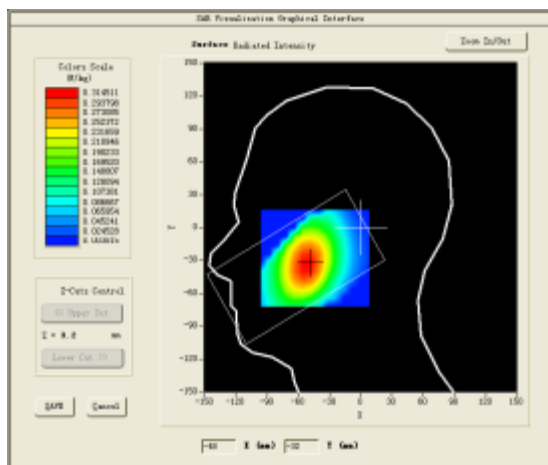 SAR Visualisation Graphical Interface
Surface Radiated Intensity
Zoom In/Out
Colors Scale
(W/kg)
0.314511
0.293798
0.273085
0.252372
0.231659
0.210946
0.190233
0.169520
0.148807
0.128094
0.107381
0.086667
0.065954
0.045241
0.024528
150
120
90
60
30
0
-30
-60
-90
-120
-150
Y
-150 -120 -90 -60 -30 0 30 60 90 120 150
X
Z-Cuts Control
<< Upper Cut
mm
Lower Cut >>
SAVE
Cancel
-48 X (mm) -32 Y (mm)